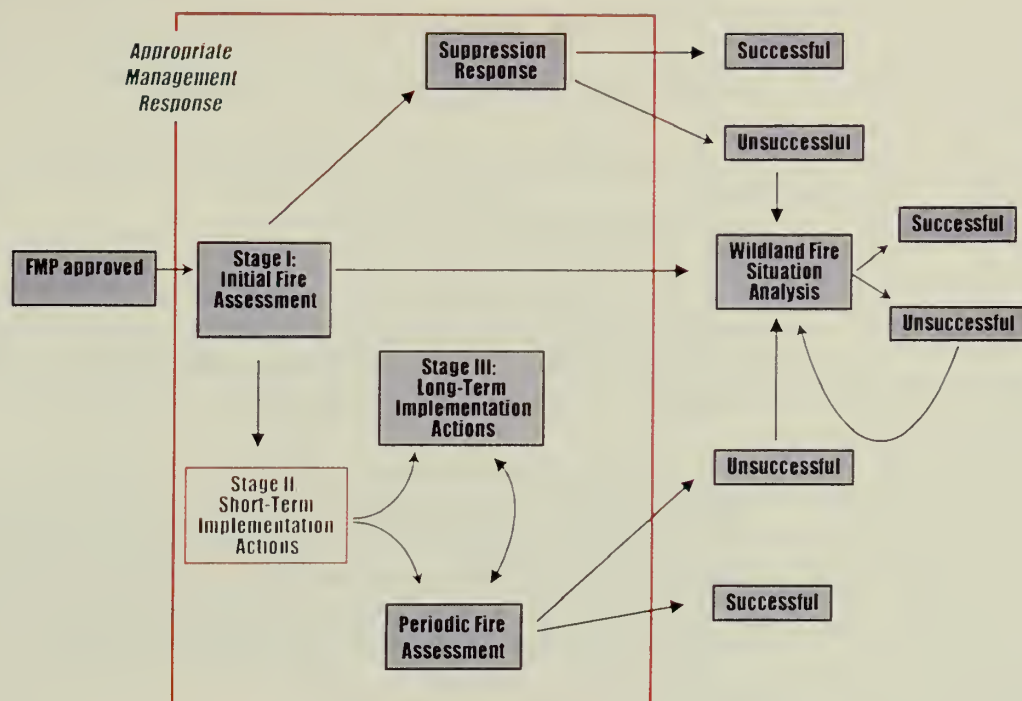 Appropriate
Management
Response
Suppression
Response
Successful
Unsuccessful
FMP approved
Stage I:
Initial Fire
Assessment
Wildland Fire
Situation
Analysis
Successful
Unsuccessful
Stage III:
Long-Term
Implementation
Actions
Stage II
Short-Term
Implementation
Actions
Unsuccessful
Periodic Fire
Assessment
Successful